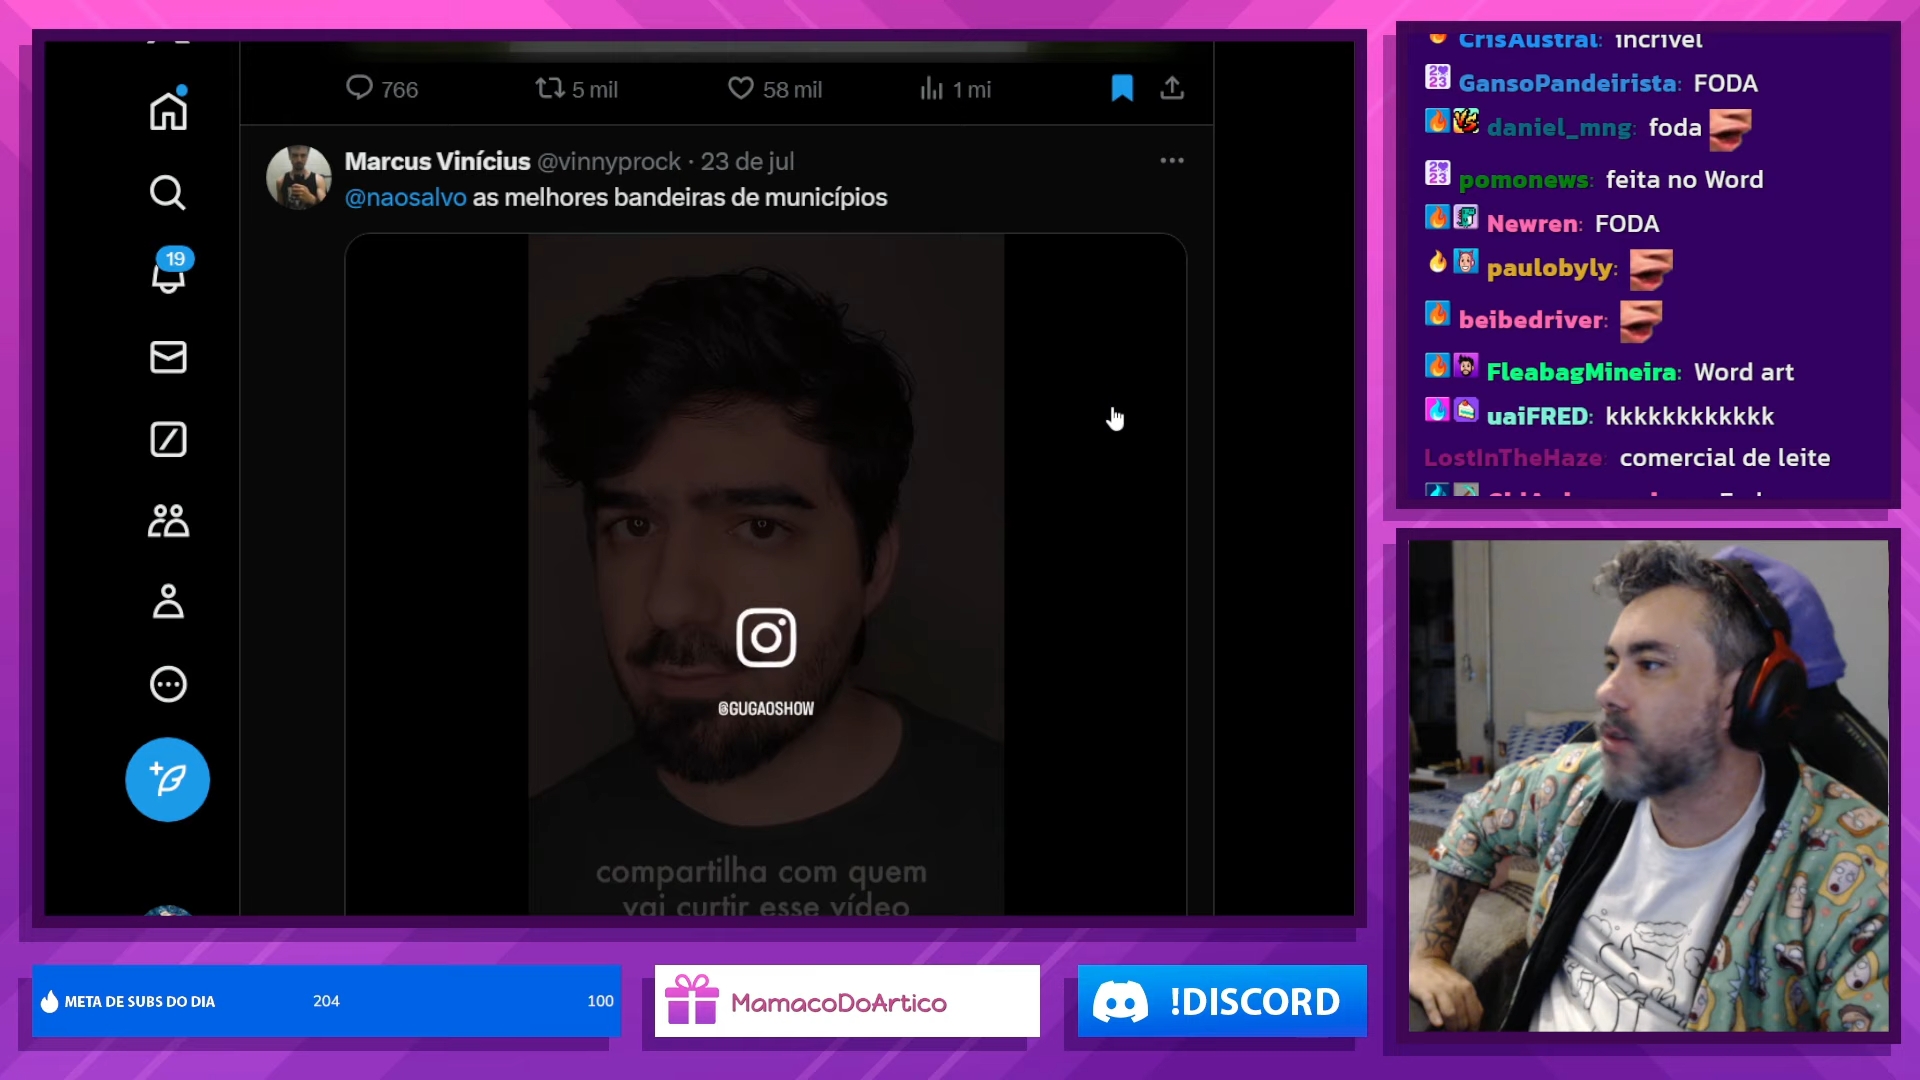 766
5 mil
58 mil
1 mi
19
Marcus Vinícius @vinnyprock · 23 de jul
@naosalvo as melhores bandeiras de municípios
@GUGAOSHOW
compartilha com quem
vai curtir esse vídeo
CrisAustral: incrível
GansoPandeirista: FODA
daniel_mng: foda
pomonews: feita no Word
Newren: FODA
paulobyly:
beibedriver:
FleabagMineira: Word art
uaiFRED: kkkkkkkkkkkk
LostInTheHaze: comercial de leite
META DE SUBS DO DIA 204 100
MamacoDoArtico
!DISCORD